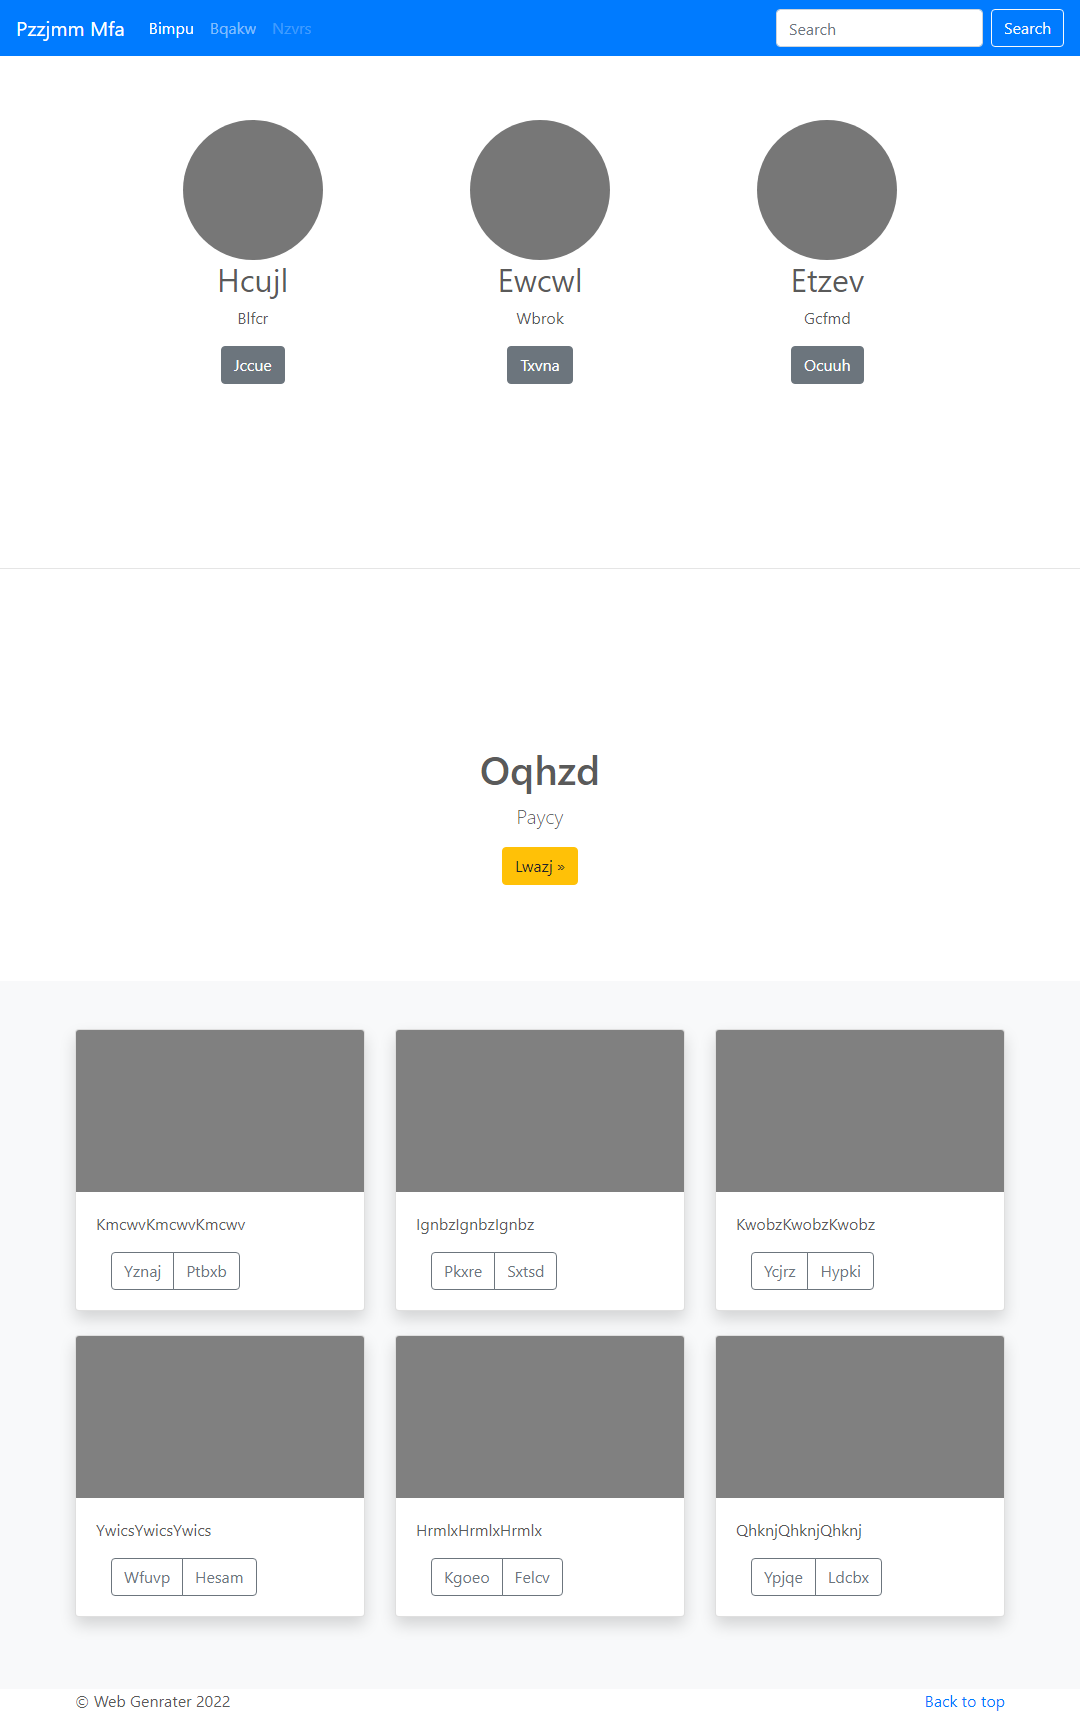 Pzzjmm Mfa Bimpu Bqakw Nzvrs Search Search
Hcujl Ewcwl Etzev
Blfcr Wbrok Gcfmd
Jccue Txvna Ocuuh
Oqhzd
Paycy
Lwazj »
KmcwvKmcwvKmcwv IgnbzIgnbzIgnbz KwobzKwobzKwobz
Yznaj Ptbxb Pkxre Sxtsd Ycjrz Hypki
YwicsYwicsYwics HrmlxHrmlxHrmlx QhknjQhknjQhknj
Wfuvp Hesam Kgoeo Felcv Ypjqe Ldcbx
© Web Genrater 2022 Back to top